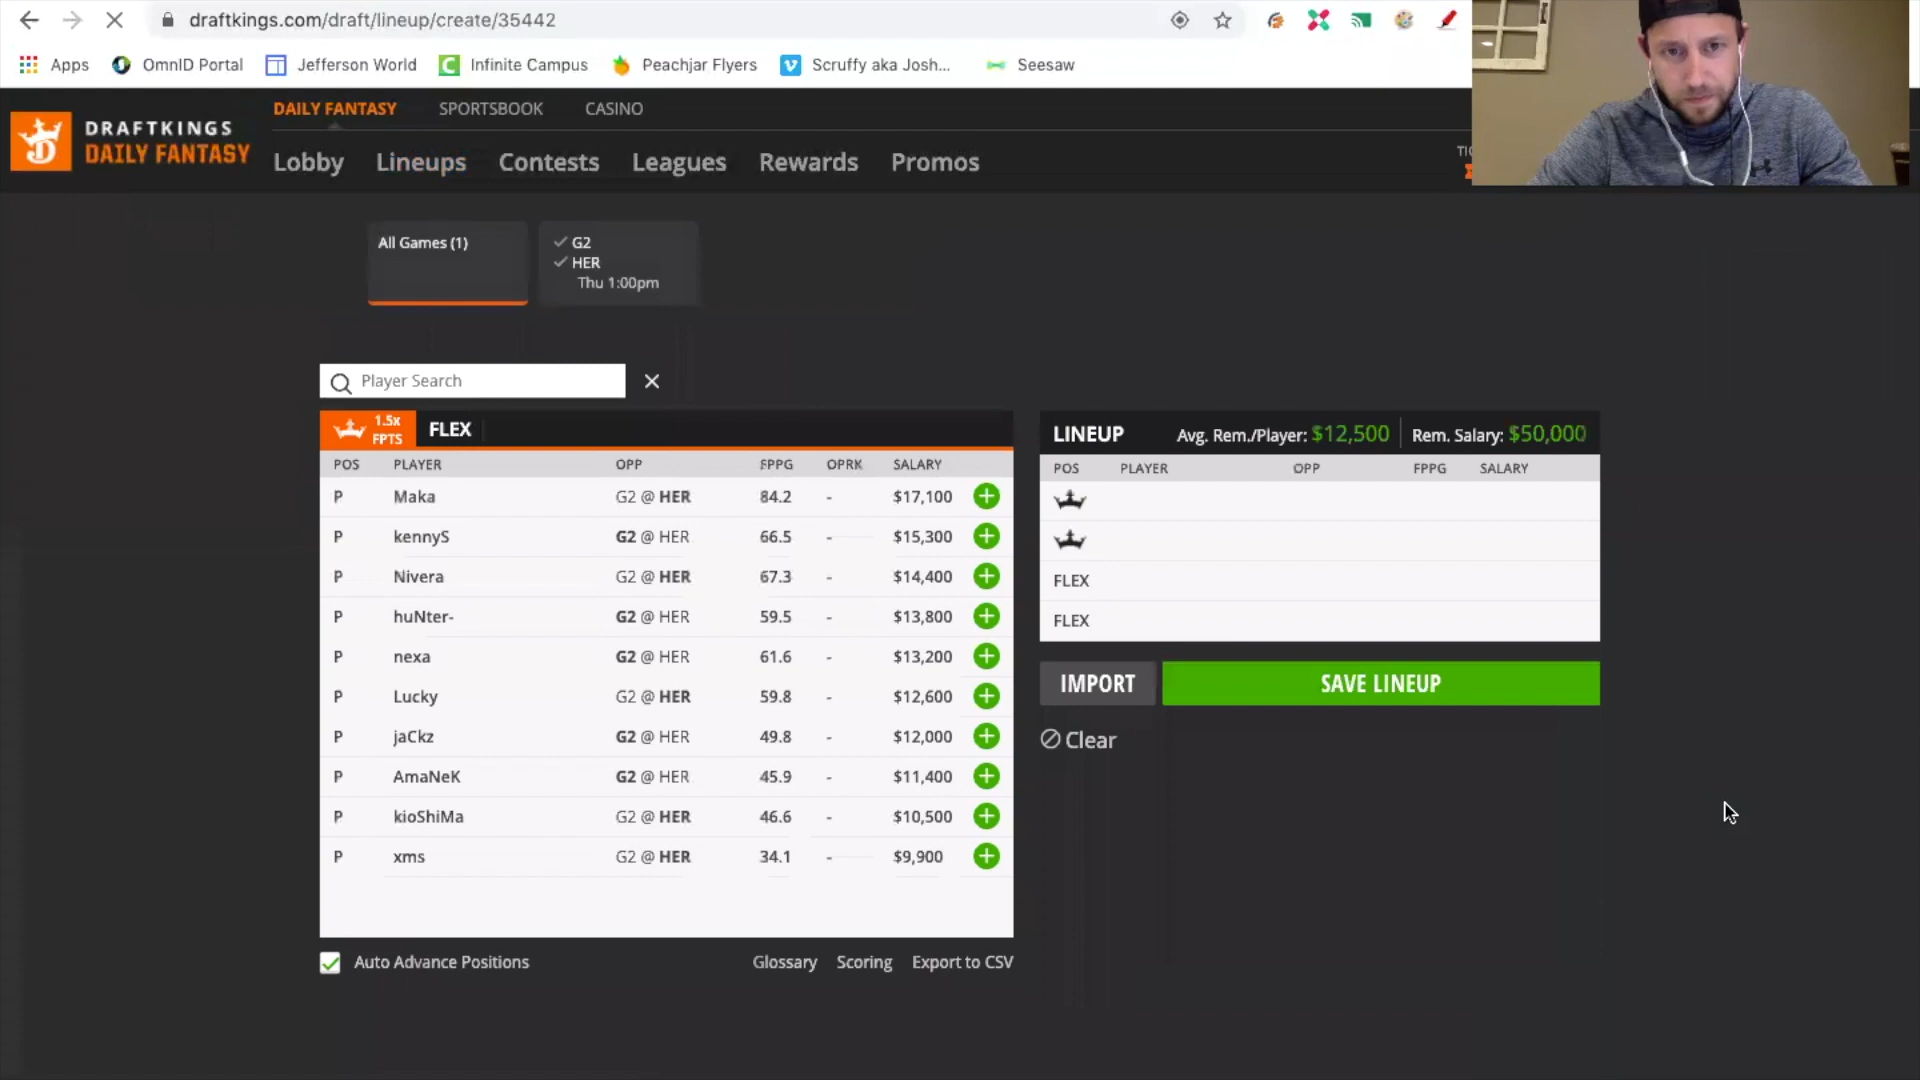 draftkings.com/draft/lineup/create/35442
Apps OmnID Portal Jefferson World Infinite Campus Peachjar Flyers Scruffy aka Josh... Seesaw
DRAFTKINGS
DAILY FANTASY
DAILY FANTASY SPORTSBOOK CASINO
Lobby Lineups Contests Leagues Rewards Promos
All Games (1)
G2
HER
Thu 1:00pm
Player Search
1.5x
FPTS
FLEX
POS PLAYER OPP FPPG OPRK SALARY
P Maka G2 @ HER 84.2 - $17,100
P kennyS G2 @ HER 66.5 - $15,300
P Nivera G2 @ HER 67.3 - $14,400
P huNter- G2 @ HER 59.5 - $13,800
P nexa G2 @ HER 61.6 - $13,200
P Lucky G2 @ HER 59.8 - $12,600
P jaCkz G2 @ HER 49.8 - $12,000
P AmaNeK G2 @ HER 45.9 - $11,400
P kioShiMa G2 @ HER 46.6 - $10,500
P xms G2 @ HER 34.1 - $9,900
Auto Advance Positions Glossary Scoring Export to CSV
LINEUP Avg. Rem./Player: $12,500 Rem. Salary: $50,000
POS PLAYER OPP FPPG SALARY
FLEX
FLEX
IMPORT SAVE LINEUP
Clear